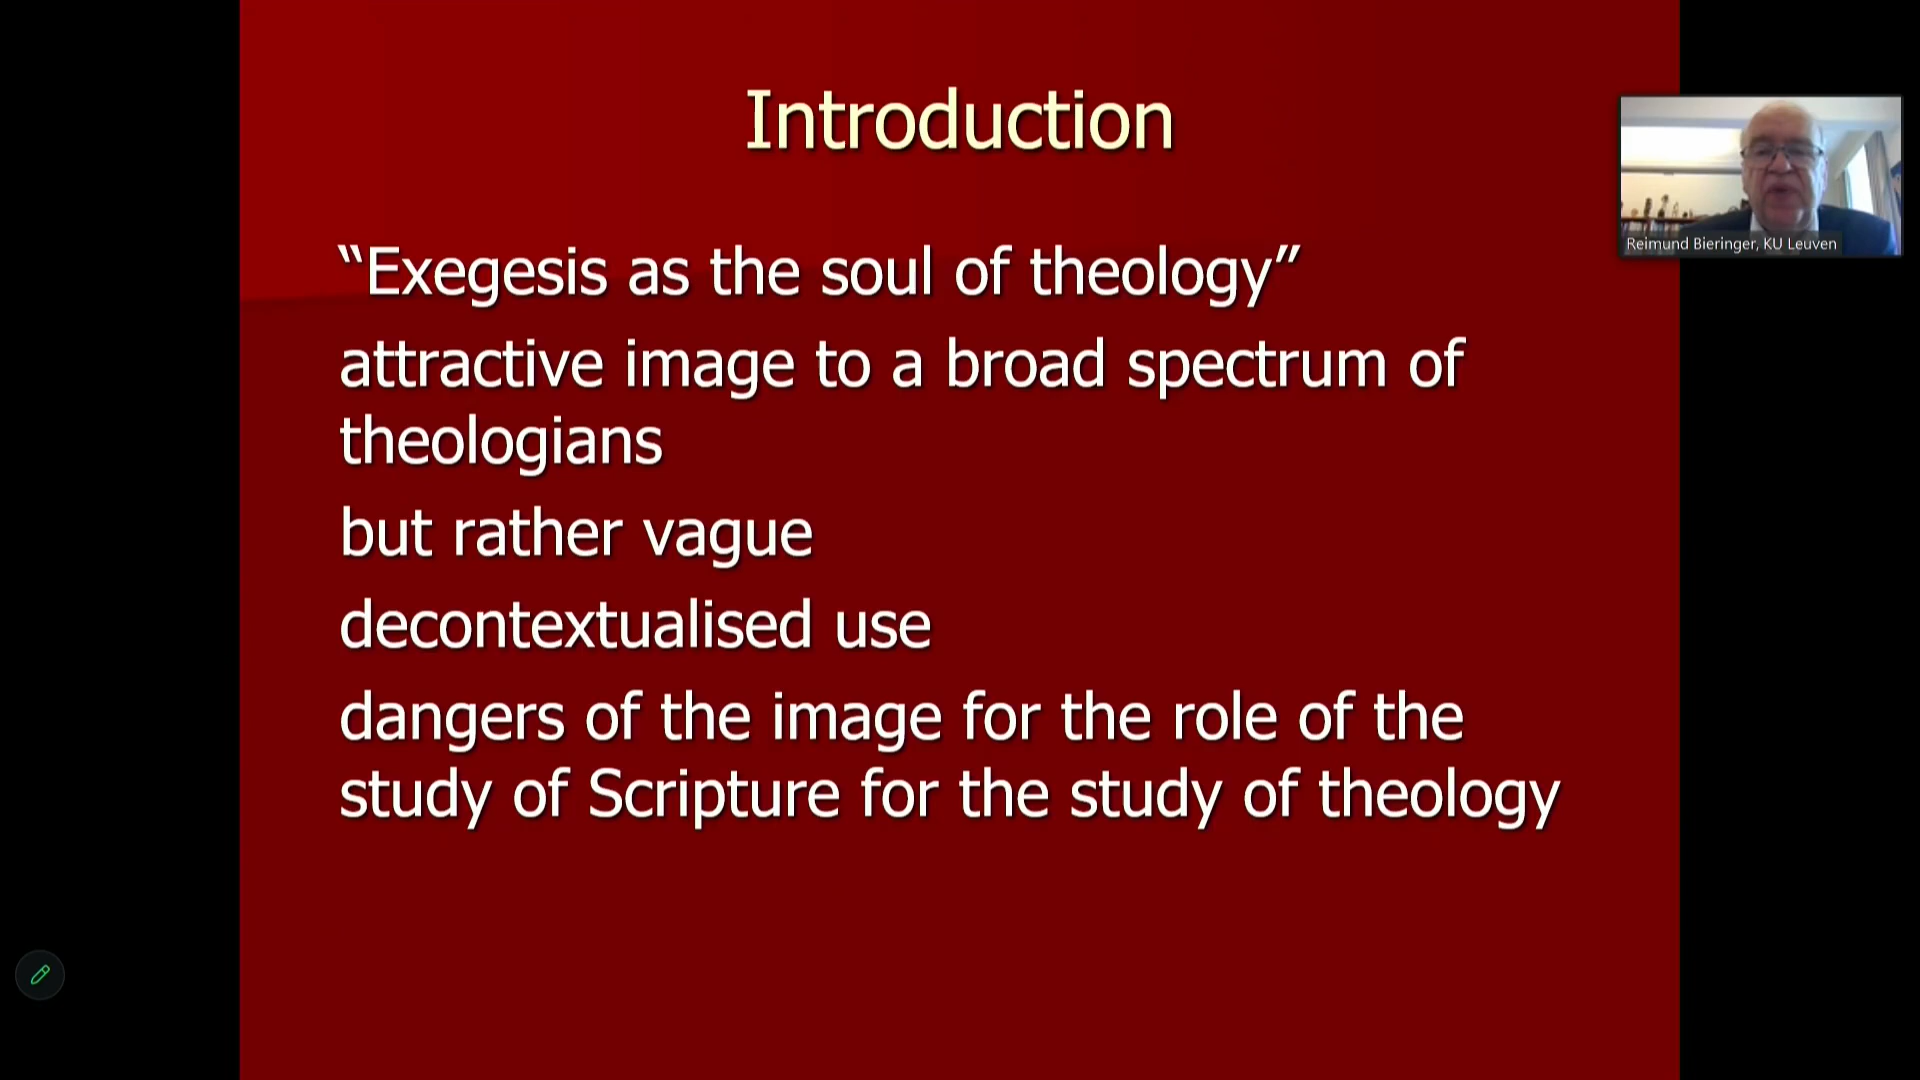 Introduction
“Exegesis as the soul of theology”
attractive image to a broad spectrum of
theologians
but rather vague
decontextualised use
dangers of the image for the role of the
study of Scripture for the study of theology
Reimund Bieringer, KU Leuven